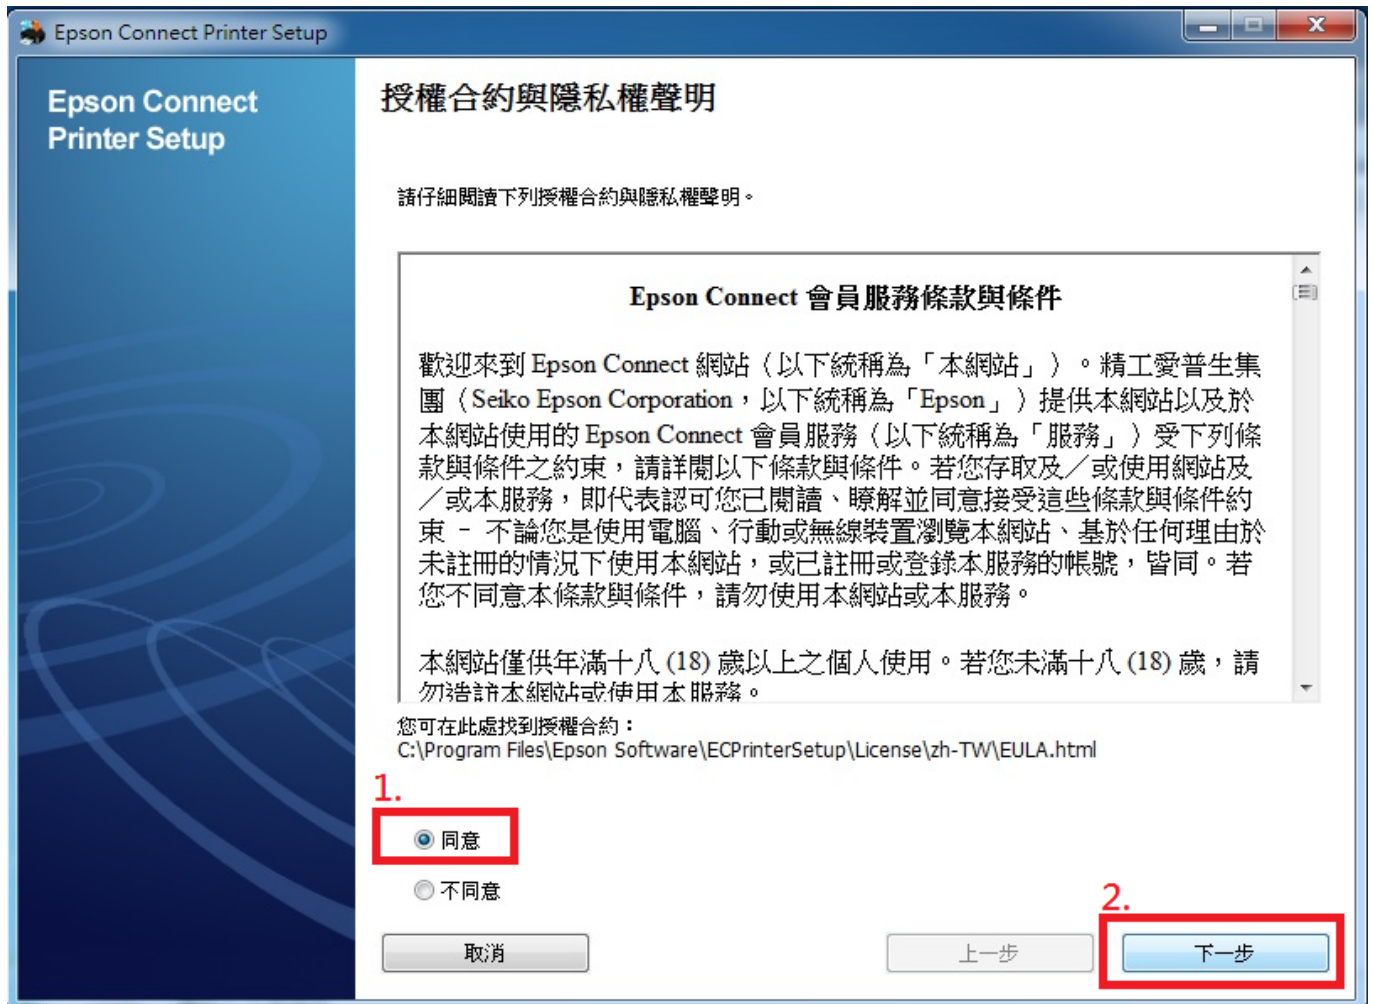 Epson Connect Printer Setup
Epson Connect
Printer Setup
授權合約與隱私權聲明
請仔細閱讀下列授權合約與隱私權聲明。
Epson Connect 會員服務條款與條件
歡迎來到 Epson Connect 網站（以下統稱為「本網站」）。精工愛普生集
團（Seiko Epson Corporation，以下統稱為「Epson」）提供本網站以及於
本網站使用的 Epson Connect 會員服務（以下統稱為「服務」）受下列條
款與條件之約束，請詳閱以下條款與條件。若您存取及／或使用網站及
／或本服務，即代表認可您已閱讀、瞭解並同意接受這些條款與條件約
束 － 不論您是使用電腦、行動或無線裝置瀏覽本網站、基於任何理由於
未註冊的情況下使用本網站，或已註冊或登錄本服務的帳號，皆同。若
您不同意本條款與條件，請勿使用本網站或本服務。
本網站僅供年滿十八 (18) 歲以上之個人使用。若您未滿十八 (18) 歲，請
勿造訪本網站或使用本服務。
您可在此處找到授權合約：
C:\Program Files\Epson Software\ECPrinterSetup\License\zh-TW\EULA.html
1.
同意
不同意
2.
取消
上一步
下一步